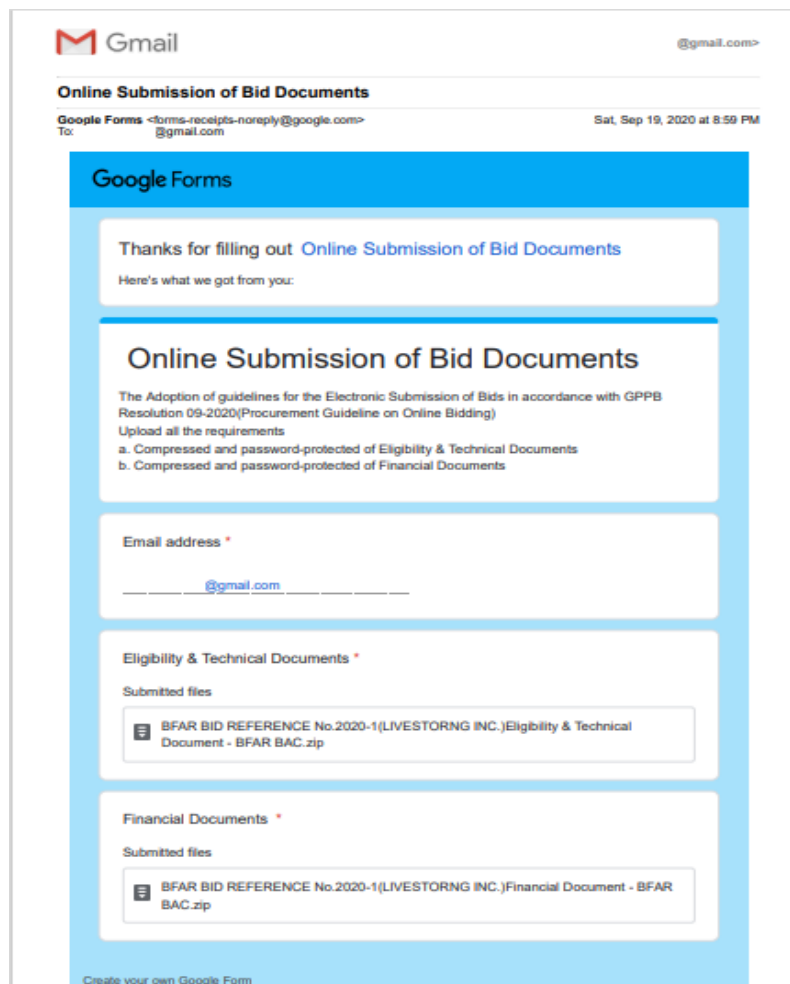 Gmail
@gmail.com>
Online Submission of Bid Documents
Google Forms <forms-receipts-noreply@google.com>
Sat, Sep 19, 2020 at 8:59 PM
To: @gmail.com
Google Forms
Thanks for filling out Online Submission of Bid Documents
Here's what we got from you:
Online Submission of Bid Documents
The Adoption of guidelines for the Electronic Submission of Bids in accordance with GPPB
Resolution 09-2020(Procurement Guideline on Online Bidding)
Upload all the requirements
a. Compressed and password-protected of Eligibility & Technical Documents
b. Compressed and password-protected of Financial Documents
Email address *
@gmail.com
Eligibility & Technical Documents *
Submitted files
BFAR BID REFERENCE No.2020-1(LIVESTORNG INC.)Eligibility & Technical
Document - BFAR BAC.zip
Financial Documents *
Submitted files
BFAR BID REFERENCE No.2020-1(LIVESTORNG INC.)Financial Document - BFAR
BAC.zip
Create your own Google Form